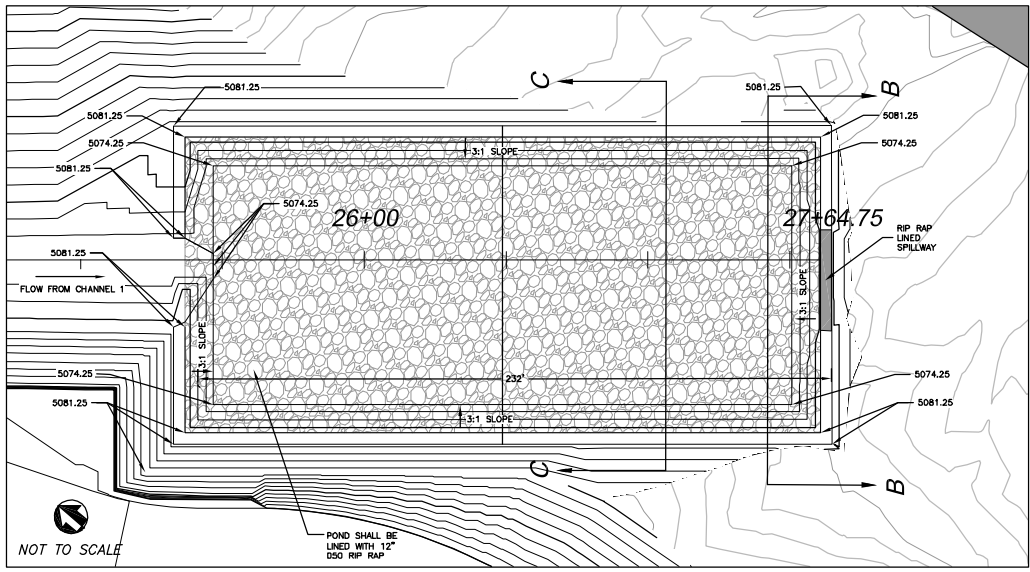 5081.25
C
5081.25
B
5081.25
5081.25
5074.25
3:1 SLOPE
5074.25
5081.25
5074.25
26+00
27+64.75
RIP RAP
LINED
SPILLWAY
5081.25
FLOW FROM CHANNEL 1
3:1 SLOPE
3:1 SLOPE
5074.25
232'
5074.25
5081.25
5081.25
3:1 SLOPE
C
B
POND SHALL BE
LINED WITH 12"
D50 RIP RAP
NOT TO SCALE